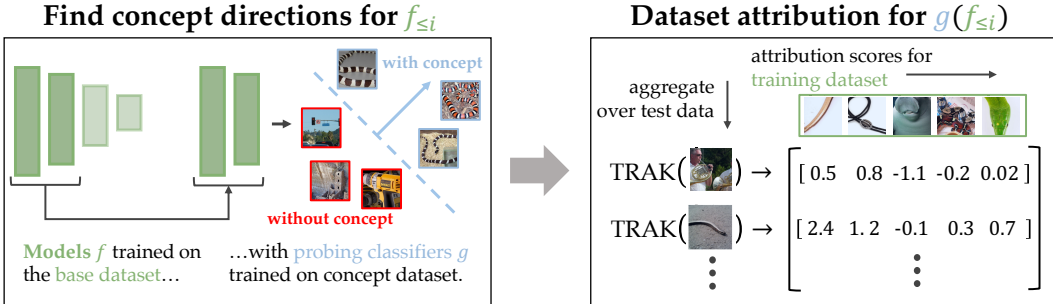 Find concept directions for f≤i
with concept
without concept
Models f trained on
the base dataset…
…with probing classifiers g
trained on concept dataset.
Dataset attribution for g(f≤i)
attribution scores for
training dataset
aggregate
over test data
TRAK( ) → [ 0.5 0.8 -1.1 -0.2 0.02 ]
TRAK( ) → [ 2.4 1. 2 -0.1 0.3 0.7 ]